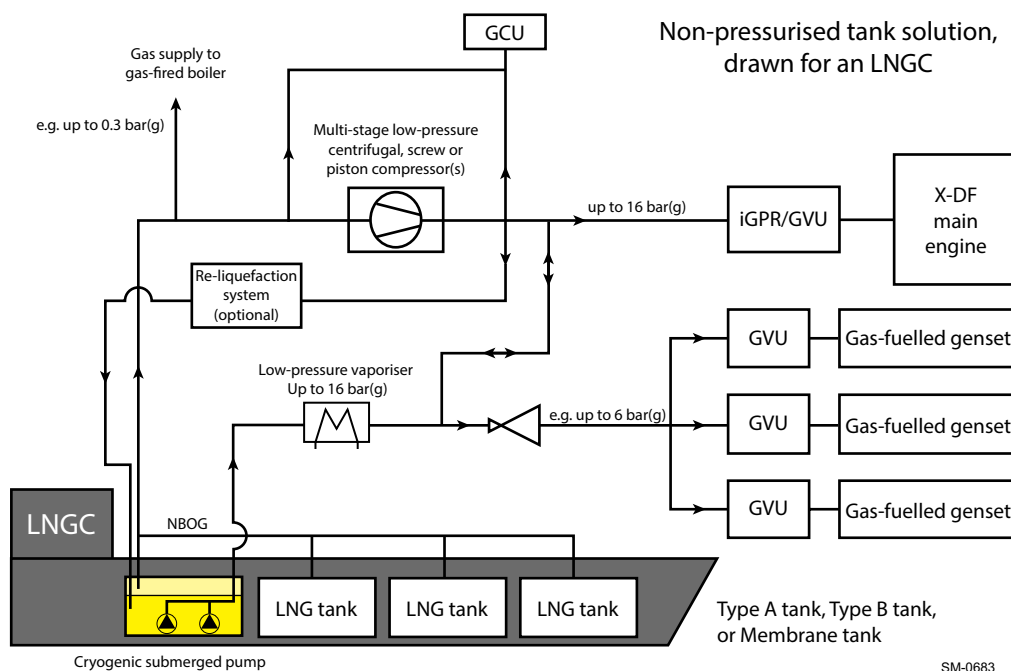 GCU
Non-pressurised tank solution,
drawn for an LNGC
Gas supply to
gas-fired boiler
e.g. up to 0.3 bar(g)
Multi-stage low-pressure
centrifugal, screw or
piston compressor(s)
up to 16 bar(g)
iGPR/GVU
X-DF
main
engine
Re-liquefaction
system
(optional)
GVU
Gas-fuelled genset
Low-pressure vaporiser
Up to 16 bar(g)
e.g. up to 6 bar(g)
GVU
Gas-fuelled genset
GVU
Gas-fuelled genset
LNGC
NBOG
LNG tank
LNG tank
LNG tank
Type A tank, Type B tank,
or Membrane tank
Cryogenic submerged pump
SM-0683